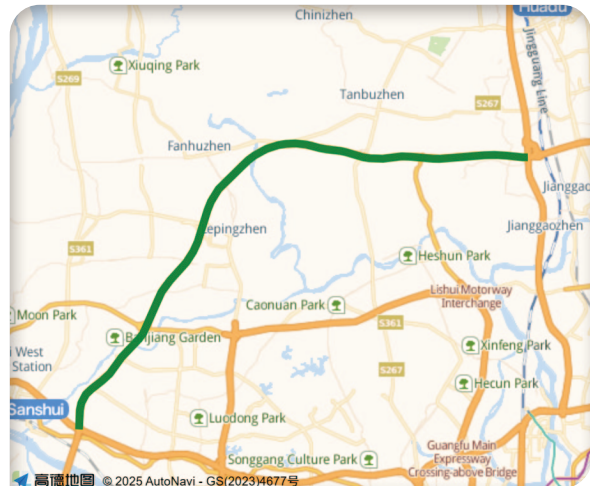 Huadu
Chinizhen
Jingguang Line
Xiuqing Park
S269
Tanbuzhen
S267
Fanhuzhen
Jianggao
Lepingzhen
Jianggaozhen
S361
Heshun Park
Lishui Motorway
Interchange
Caonuan Park
Moon Park
S361
Banjiang Garden
Xinfeng Park
i West
Station
S267
Hecun Park
Sanshui
Luodong Park
Guangfu Main
Expressway
Crossing-above Bridge
Songgang Culture Park
高德地图 © 2025 AutoNavi - GS(2023)4677号